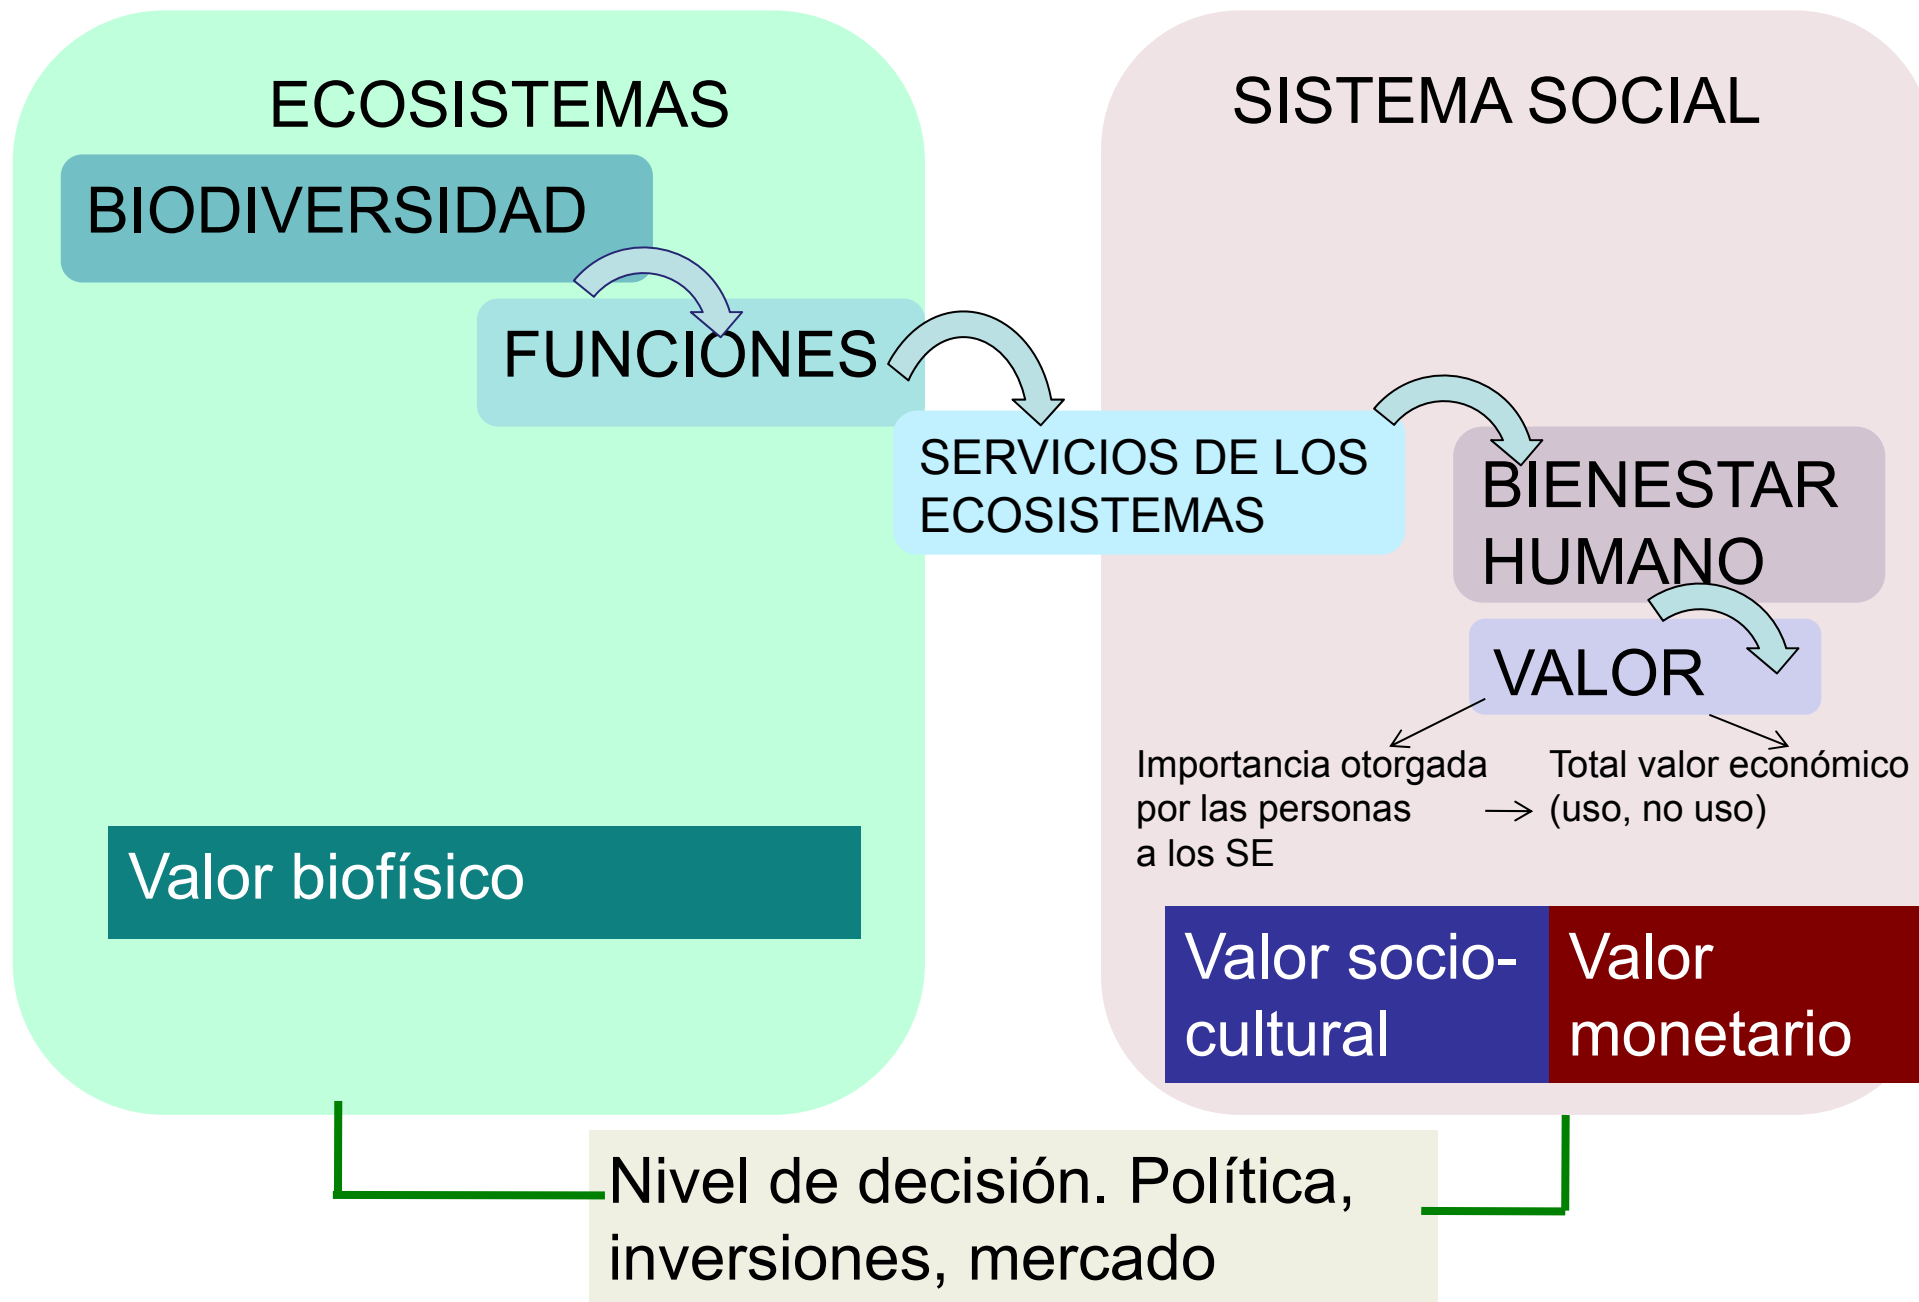 ECOSISTEMAS
SISTEMA SOCIAL
BIODIVERSIDAD
FUNCIONES
SERVICIOS DE LOS
ECOSISTEMAS
BIENESTAR
HUMANO
VALOR
Importancia otorgada
por las personas
a los SE
Total valor económico
(uso, no uso)
Valor biofísico
Valor socio-
cultural
Valor
monetario
Nivel de decisión. Política,
inversiones, mercado